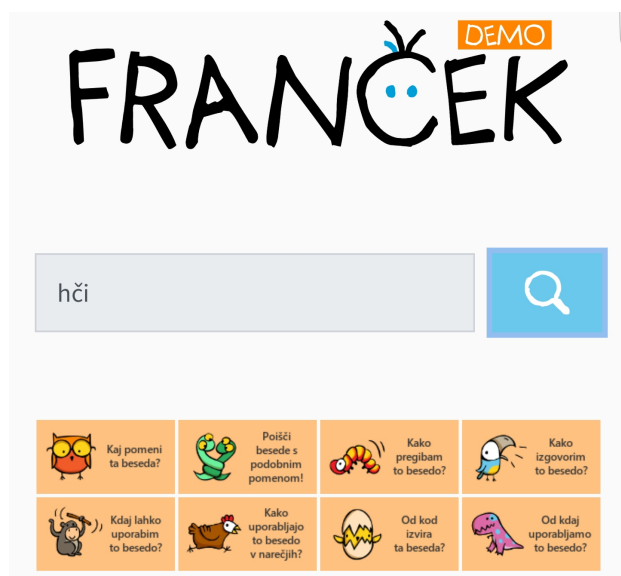 DEMO
FRANČEK
hči
Kaj pomeni
ta beseda?
Poišči
besede s
podobnim
pomenom!
Kako
pregibam
to besedo?
Kako
izgovorim
to besedo?
Kdaj lahko
uporabim
to besedo?
Kako
uporabljajo
to besedo
v narečjih?
Od kod
izvira
ta beseda?
Od kdaj
uporabljamo
to besedo?